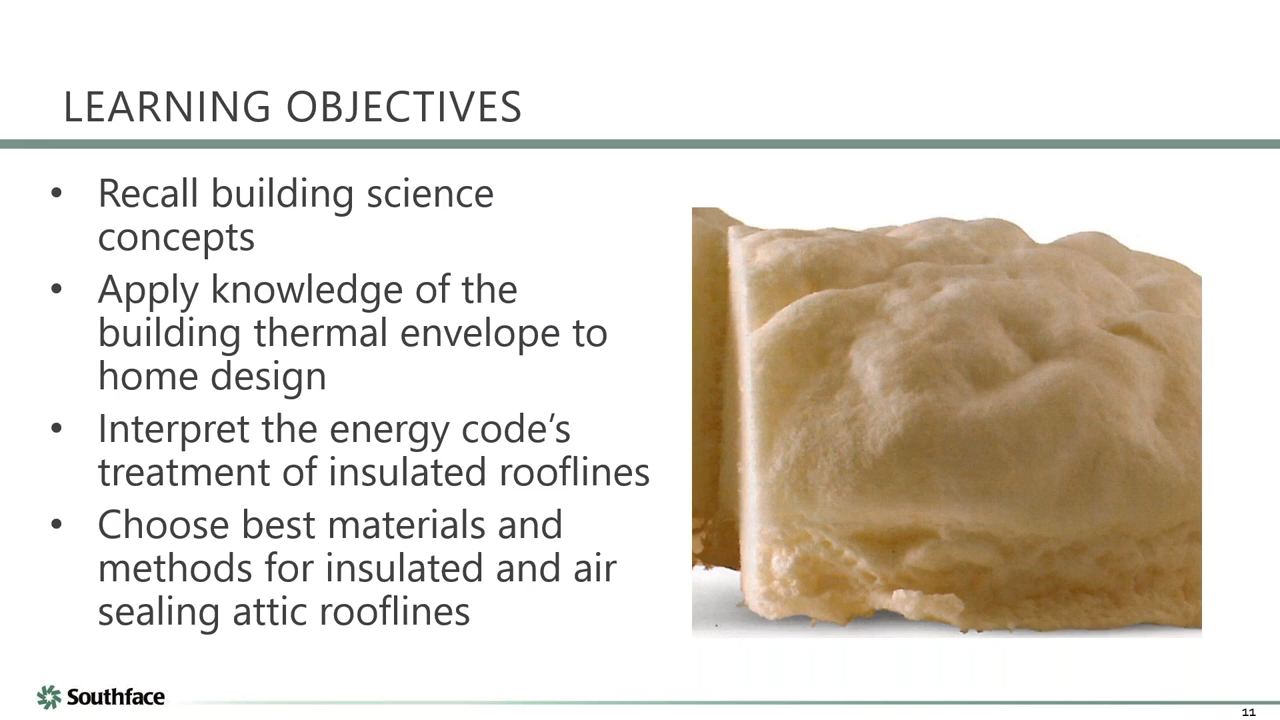 LEARNING OBJECTIVES
• Recall building science
concepts
• Apply knowledge of the
building thermal envelope to
home design
• Interpret the energy code’s
treatment of insulated rooflines
• Choose best materials and
methods for insulated and air
sealing attic rooflines
Southface
11